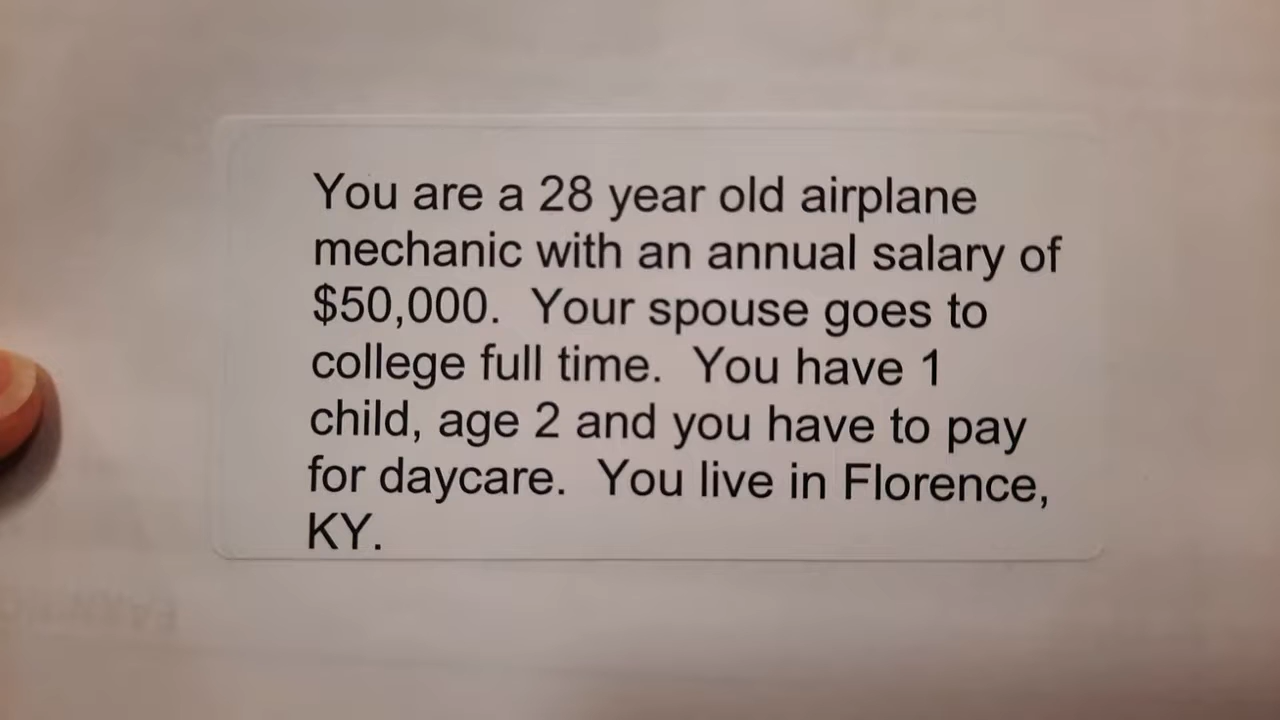 You are a 28 year old airplane
mechanic with an annual salary of
$50,000.  Your spouse goes to
college full time.  You have 1
child, age 2 and you have to pay
for daycare.  You live in Florence,
KY.